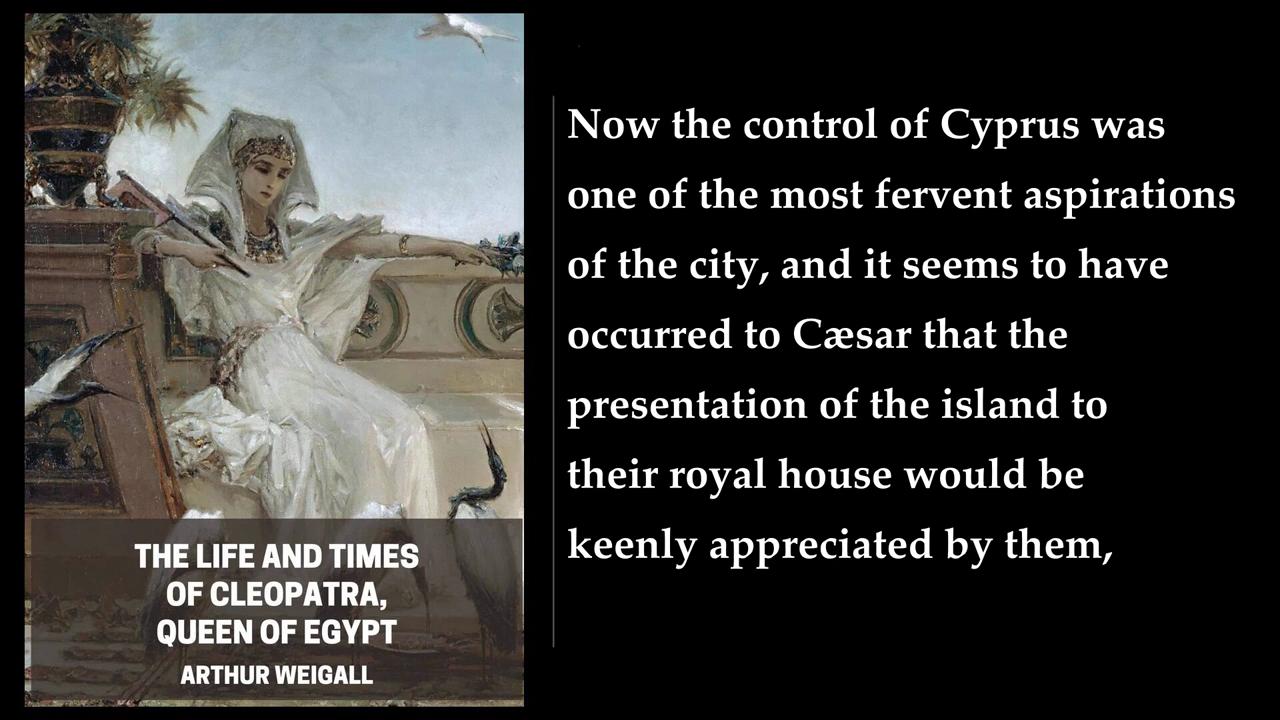 Now the control of Cyprus was
one of the most fervent aspirations
of the city, and it seems to have
occurred to Cæsar that the
presentation of the island to
their royal house would be
keenly appreciated by them,
THE LIFE AND TIMES
OF CLEOPATRA,
QUEEN OF EGYPT
ARTHUR WEIGALL